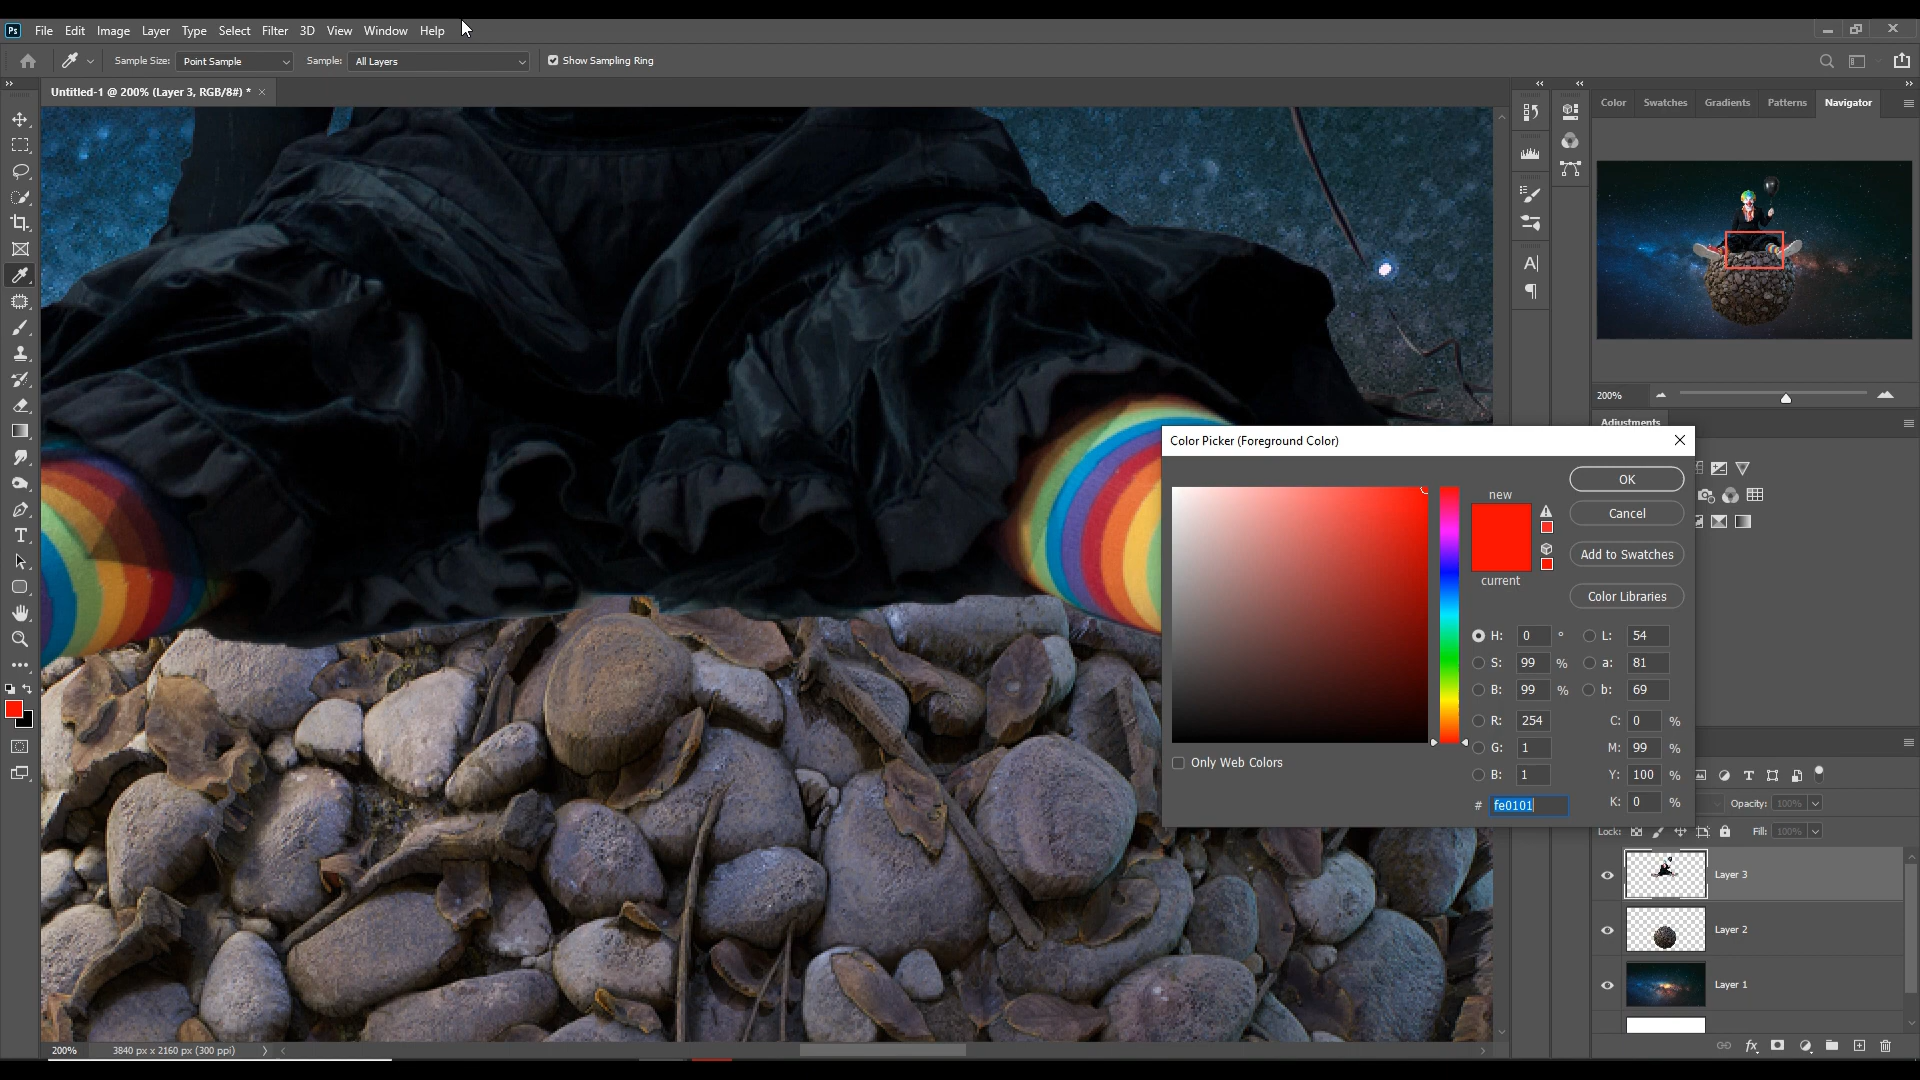 Ps File Edit Image Layer Type Select Filter 3D View Window Help
Sample Size: Point Sample Sample: All Layers Show Sampling Ring
Untitled-1 @ 200% (Layer 3, RGB/8#) *
Color Swatches Gradients Patterns Navigator
200%
Adjustments
Color Picker (Foreground Color)
new
current
OK
Cancel
Add to Swatches
Color Libraries
H: 0 ° L: 54
S: 99 % a: 81
B: 99 % b: 69
R: 254 C: 0 %
G: 1 M: 99 %
B: 1 Y: 100 %
# fe0101 K: 0 %
Only Web Colors
Opacity: 100%
Lock: Fill: 100%
Layer 3
Layer 2
Layer 1
200% 3840 px x 2160 px (300 ppi)